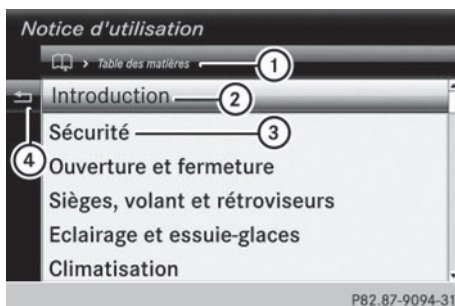 Notice d'utilisation
> Table des matières
1
Introduction
2
Sécurité
3
4
Ouverture et fermeture
Sièges, volant et rétroviseurs
Eclairage et essuie-glaces
Climatisation
P82.87-9094-31